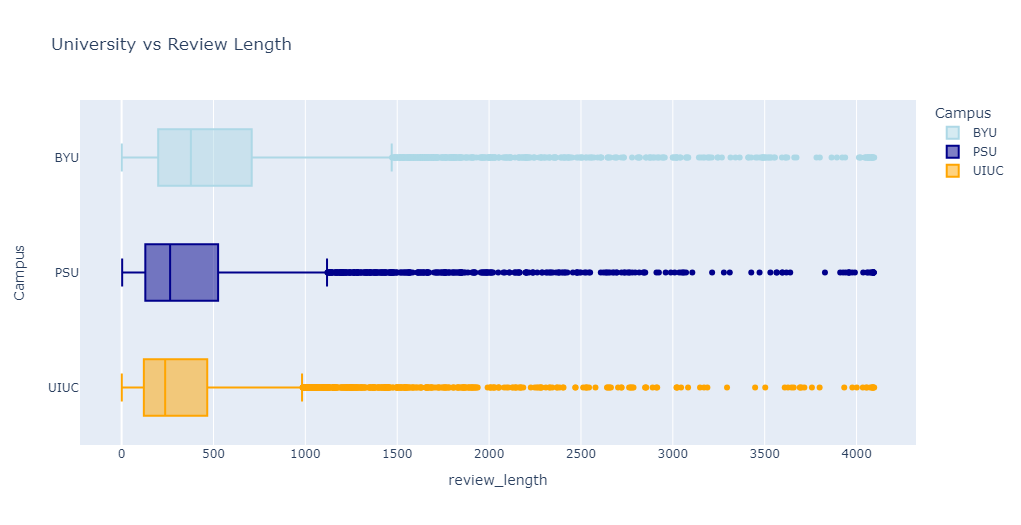 University vs Review Length
Campus
BYU
PSU
UIUC
BYU
PSU
UIUC
Campus
0 500 1000 1500 2000 2500 3000 3500 4000
review_length